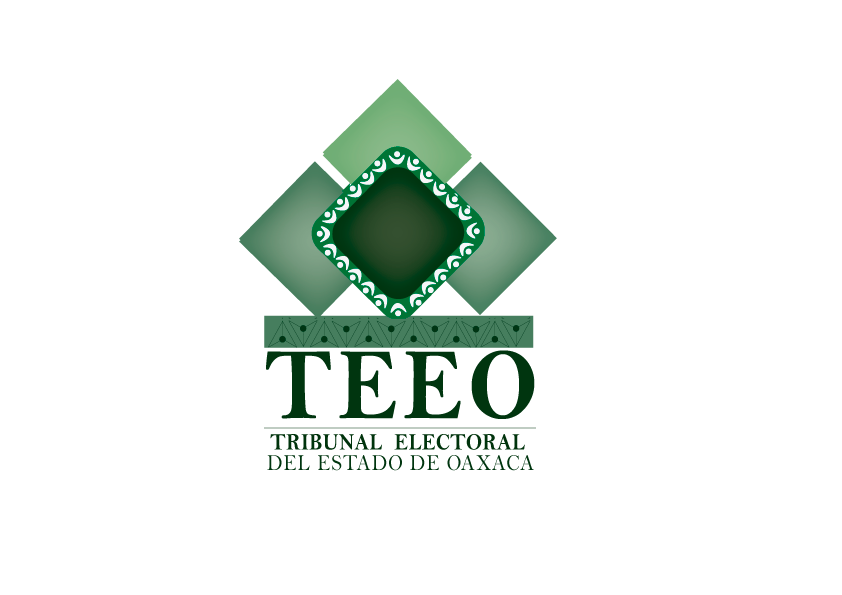 TEEO
TRIBUNAL ELECTORAL
DEL ESTADO DE OAXACA